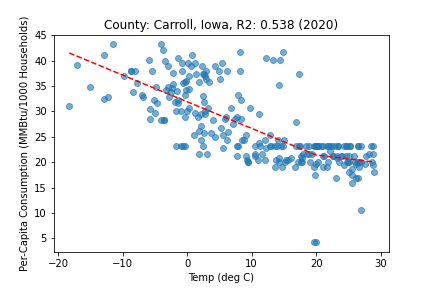 County: Carroll, Iowa, R2: 0.538 (2020)
Per-Capita Consumption (MMBtu/1000 Households)
45
40
35
30
25
20
15
10
5
−20 −10 0 10 20 30
Temp (deg C)